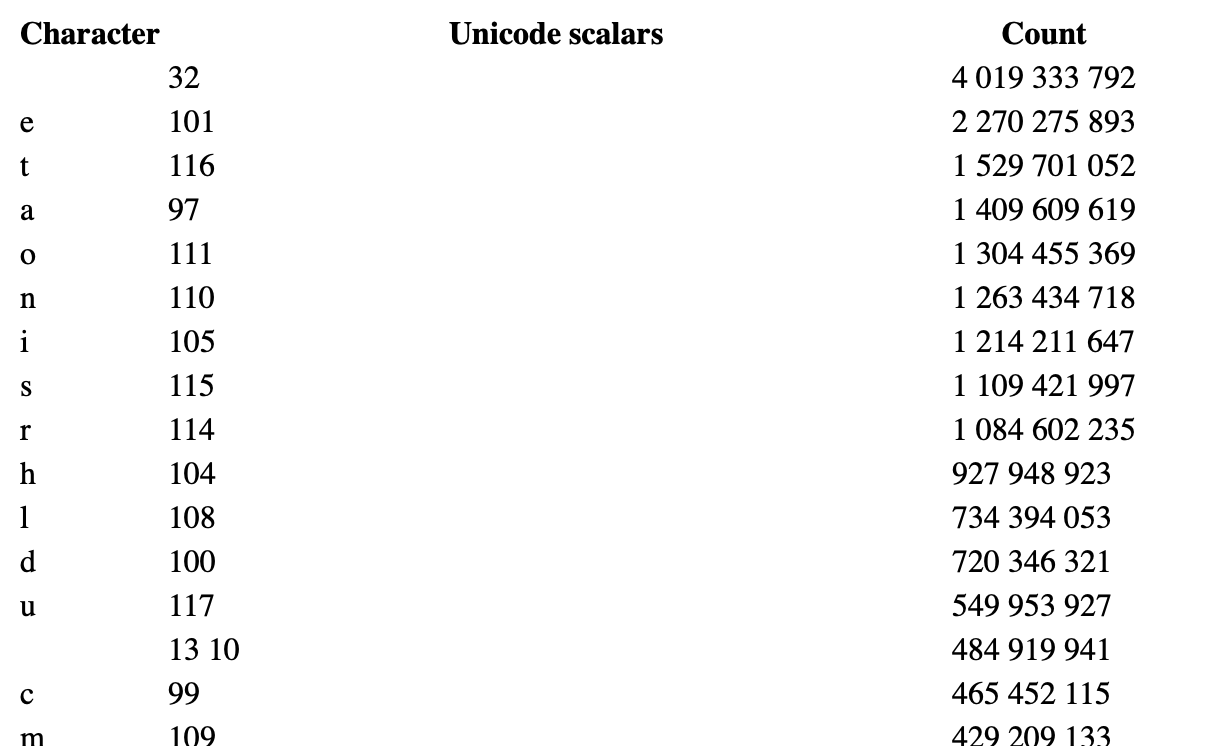 Character Unicode scalars Count
32 4 019 333 792
e 101 2 270 275 893
t 116 1 529 701 052
a 97 1 409 609 619
o 111 1 304 455 369
n 110 1 263 434 718
i 105 1 214 211 647
s 115 1 109 421 997
r 114 1 084 602 235
h 104 927 948 923
l 108 734 394 053
d 100 720 346 321
u 117 549 953 927
13 10 484 919 941
c 99 465 452 115
m 109 429 209 133